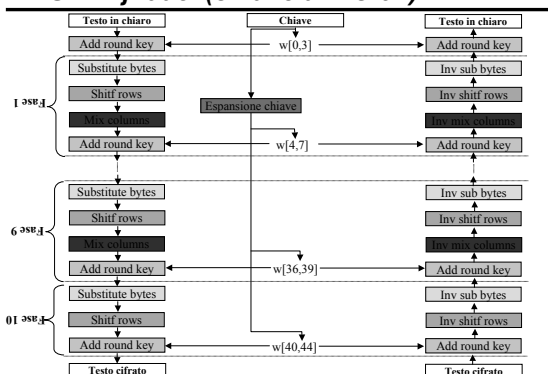 Testo in chiaro Chiave Testo in chiaro
Add round key w[0,3] Add round key
Substitute bytes Inv sub bytes
Shitf rows Inv shitf rows
Fase 1 Espansione chiave
Mix columns Inv mix columns
Add round key w[4,7] Add round key
Substitute bytes Inv sub bytes
Shitf rows Inv shitf rows
Fase 9
Mix columns Inv mix columns
Add round key w[36,39] Add round key
Substitute bytes Inv sub bytes
Fase 10 Shitf rows Inv shitf rows
Add round key w[40,44] Add round key
Testo cifrato Testo cifrato